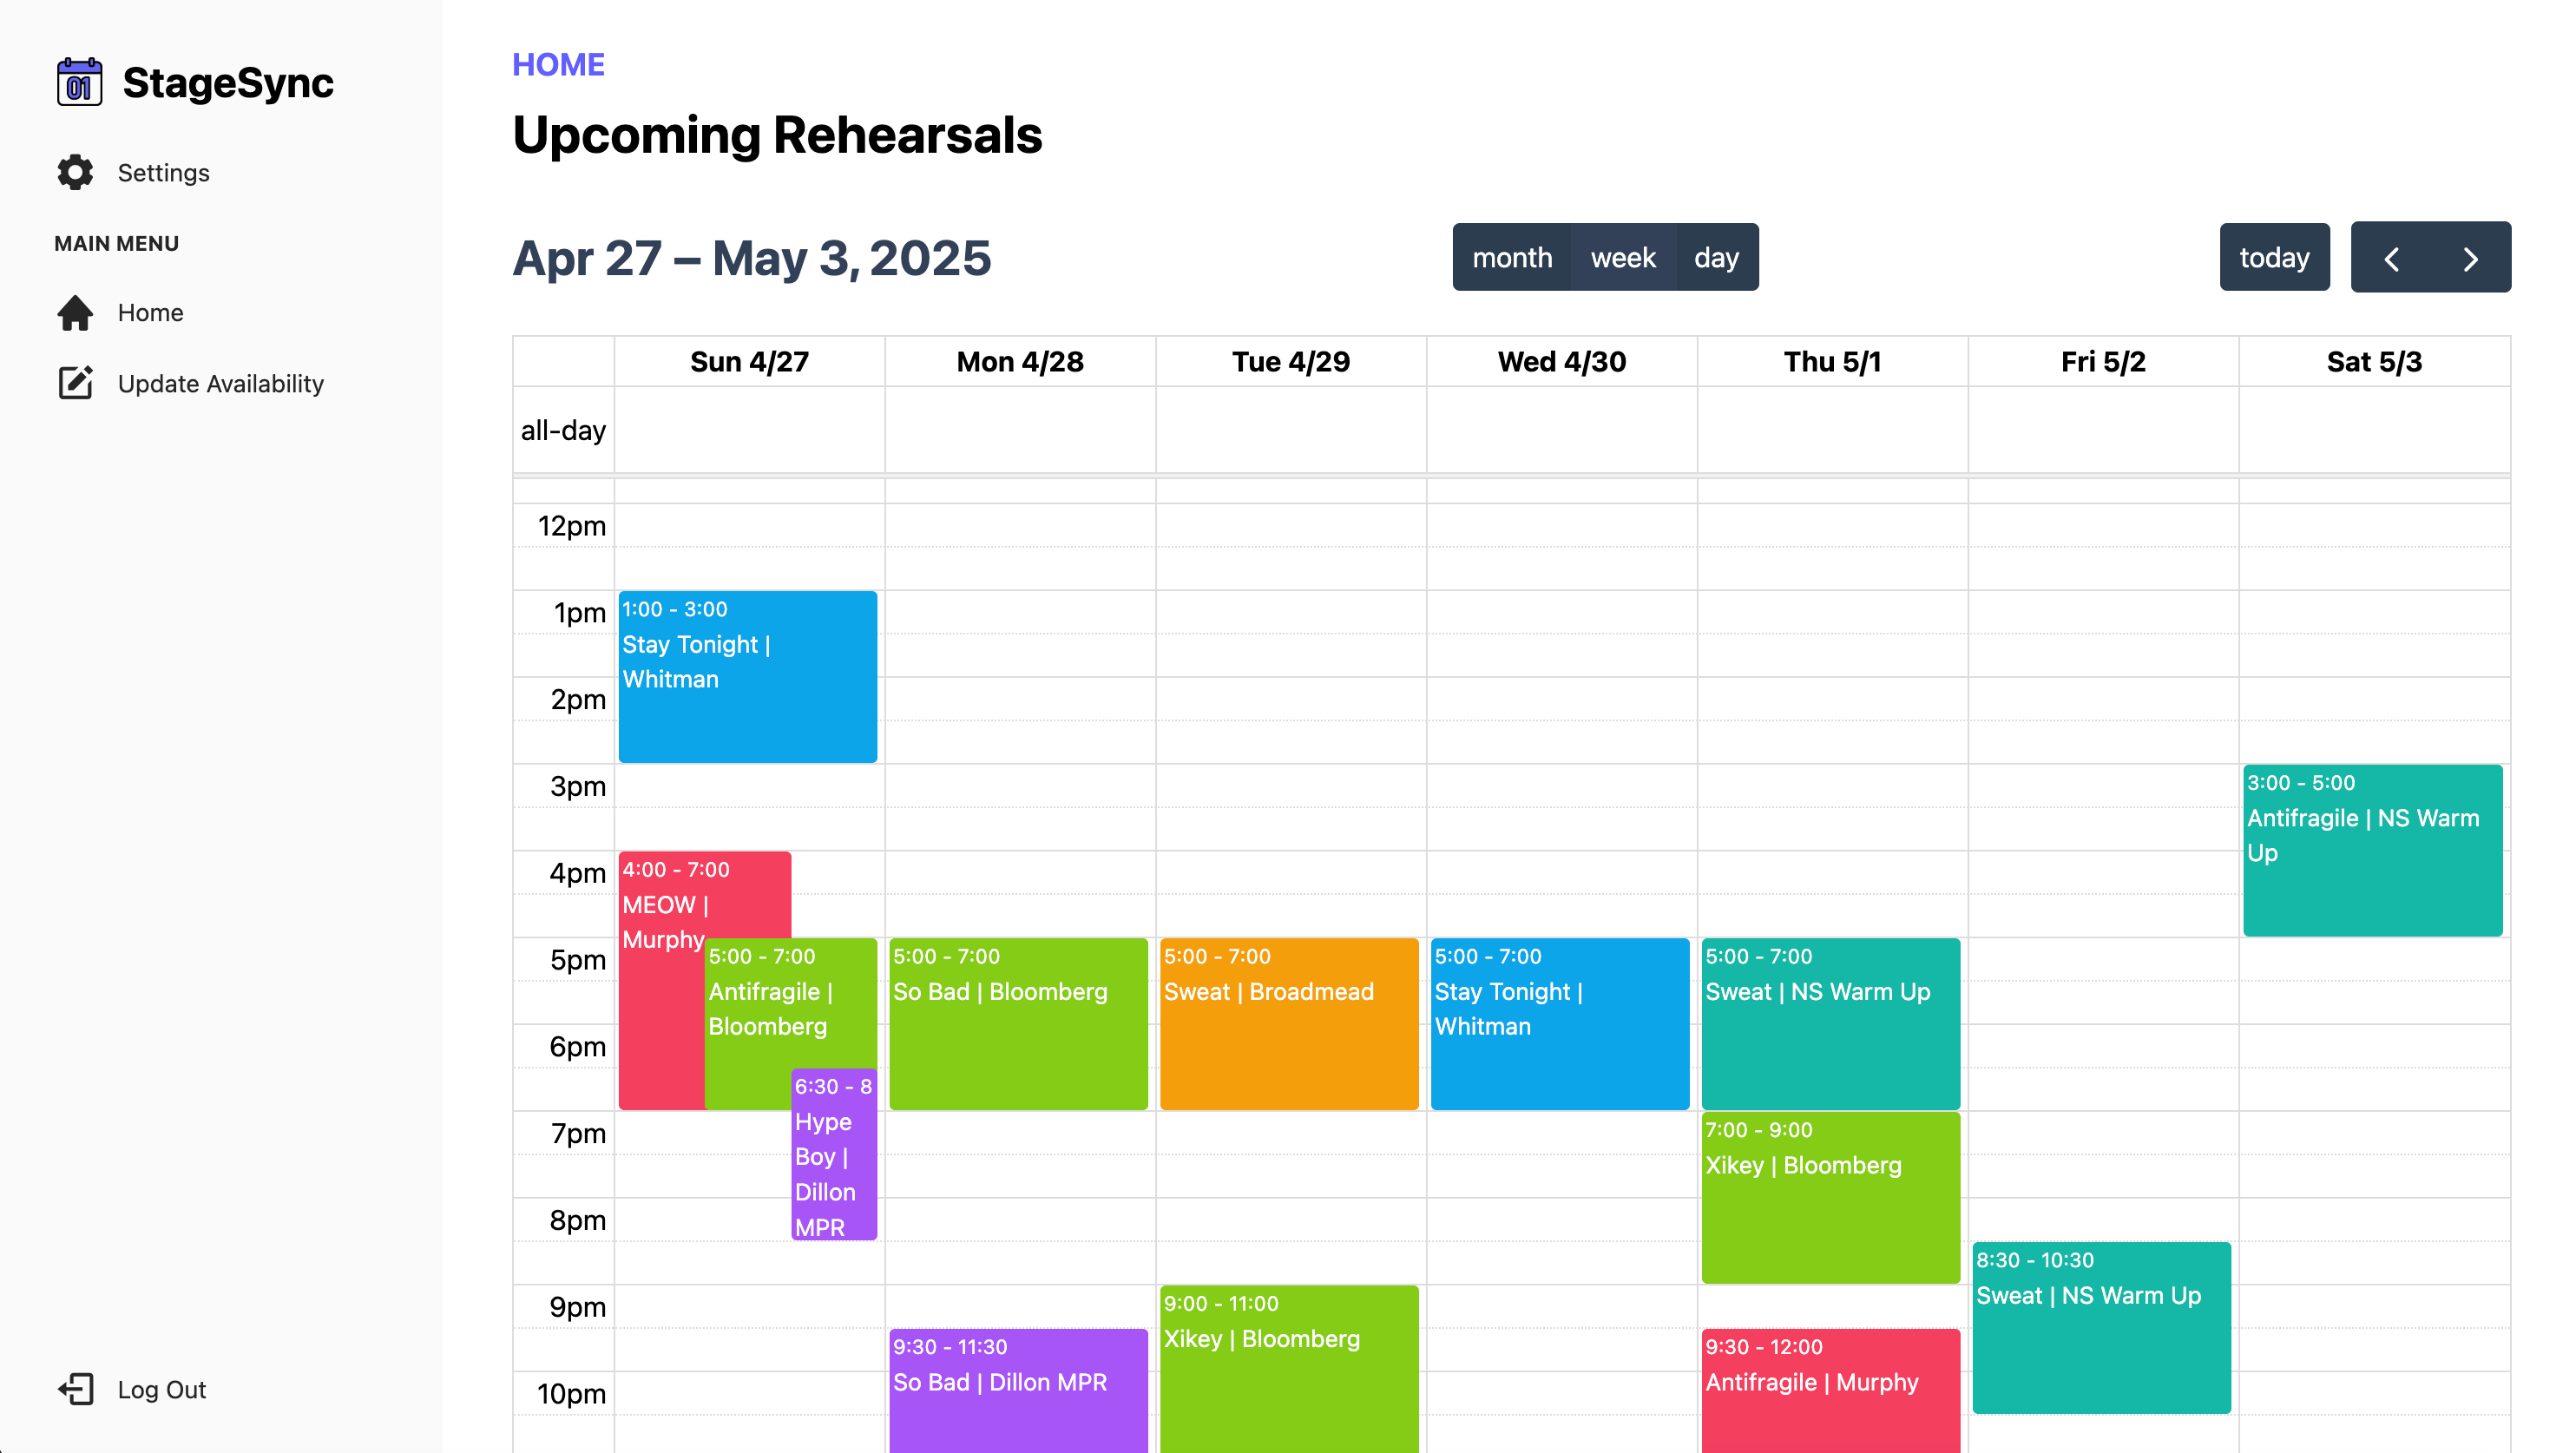 StageSync
Settings
MAIN MENU
Home
Update Availability
Log Out
HOME
Upcoming Rehearsals
Apr 27 – May 3, 2025
month week day
today
Sun 4/27 Mon 4/28 Tue 4/29 Wed 4/30 Thu 5/1 Fri 5/2 Sat 5/3
all-day
12pm
1pm
2pm
3pm
4pm
5pm
6pm
7pm
8pm
9pm
10pm
1:00 - 3:00
Stay Tonight |
Whitman
4:00 - 7:00
MEOW |
Murphy
5:00 - 7:00
Antifragile |
Bloomberg
6:30 - 8
Hype
Boy |
Dillon
MPR
5:00 - 7:00
So Bad | Bloomberg
9:30 - 11:30
So Bad | Dillon MPR
5:00 - 7:00
Sweat | Broadmead
9:00 - 11:00
Xikey | Bloomberg
5:00 - 7:00
Stay Tonight |
Whitman
5:00 - 7:00
Sweat | NS Warm Up
7:00 - 9:00
Xikey | Bloomberg
9:30 - 12:00
Antifragile | Murphy
8:30 - 10:30
Sweat | NS Warm Up
3:00 - 5:00
Antifragile | NS Warm
Up
01